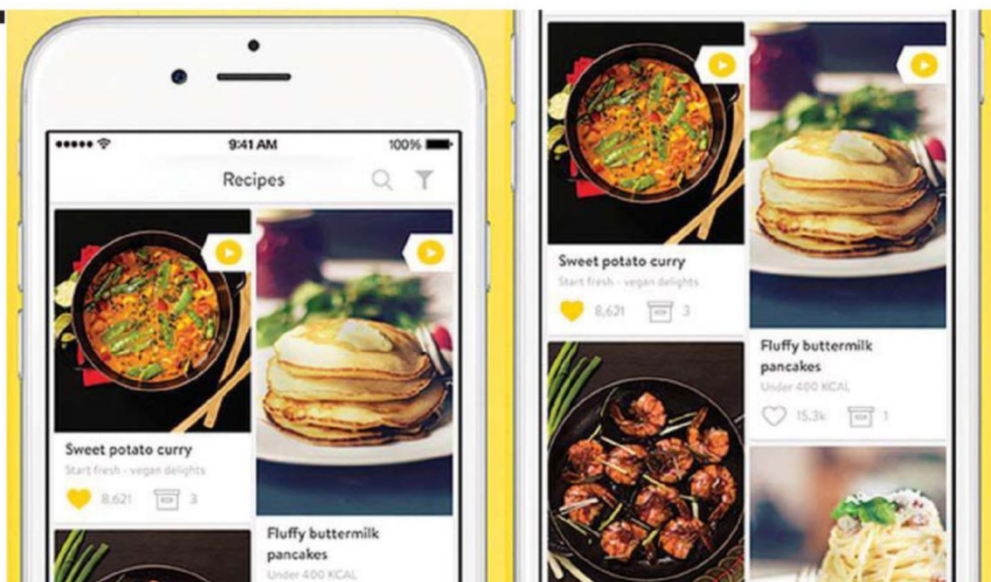 9:41 AM
100%
Recipes
Sweet potato curry
Start fresh - vegan delights
8,621
3
Fluffy buttermilk
pancakes
Under 400 KCAL
Sweet potato curry
Start fresh - vegan delights
8,621
3
Fluffy buttermilk
pancakes
Under 400 KCAL
15.3k
1